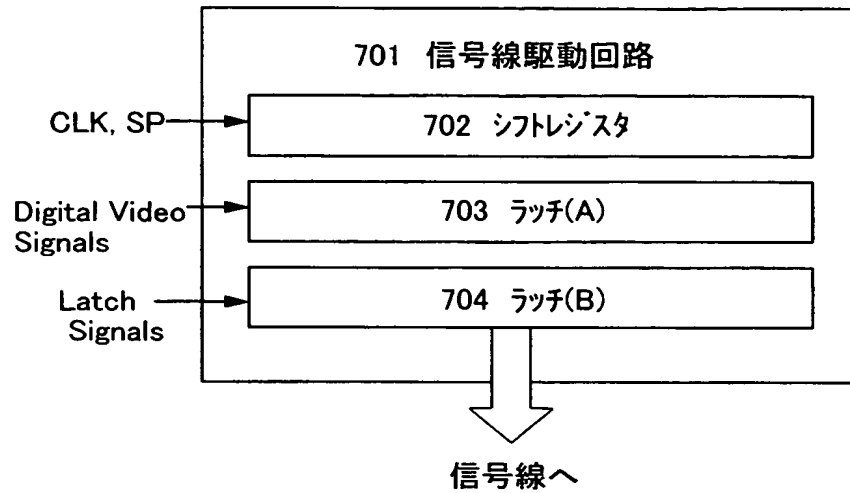 701 信号線駆動回路
CLK, SP
702 シフトレジスタ
Digital Video
Signals
703 ラッチ(A)
Latch
Signals
704 ラッチ(B)
信号線へ